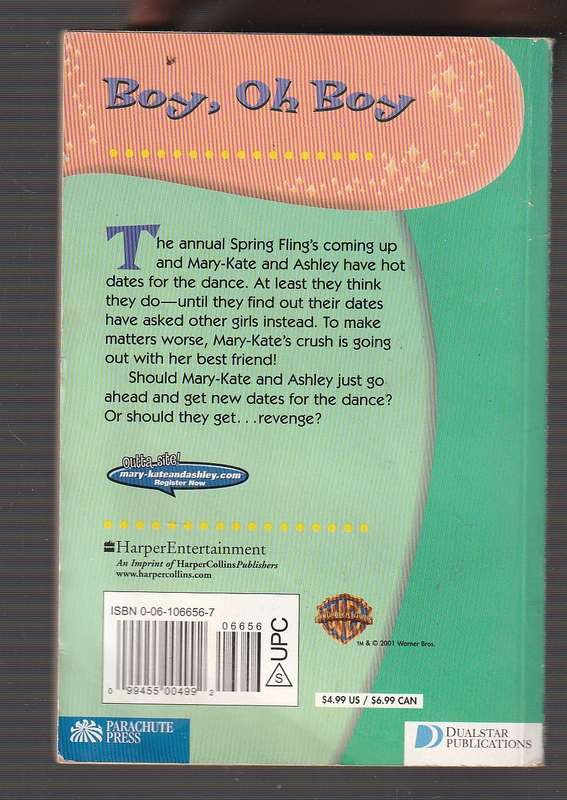 Boy, Oh Boy
The annual Spring Fling's coming up
and Mary-Kate and Ashley have hot
dates for the dance. At least they think
they do—until they find out their dates
have asked other girls instead. To make
matters worse, Mary-Kate's crush is going
out with her best friend!
Should Mary-Kate and Ashley just go
ahead and get new dates for the dance?
Or should they get. . .revenge?
outta-site!
mary-kateandashley.com
Register Now
HarperEntertainment
An Imprint of HarperCollinsPublishers
www.harpercollins.com
ISBN 0-06-106656-7
06656
0 99455 00499 2
S UPC
TM & © 2001 Warner Bros.
$4.99 US / $6.99 CAN
PARACHUTE
PRESS
DUALSTAR
PUBLICATIONS